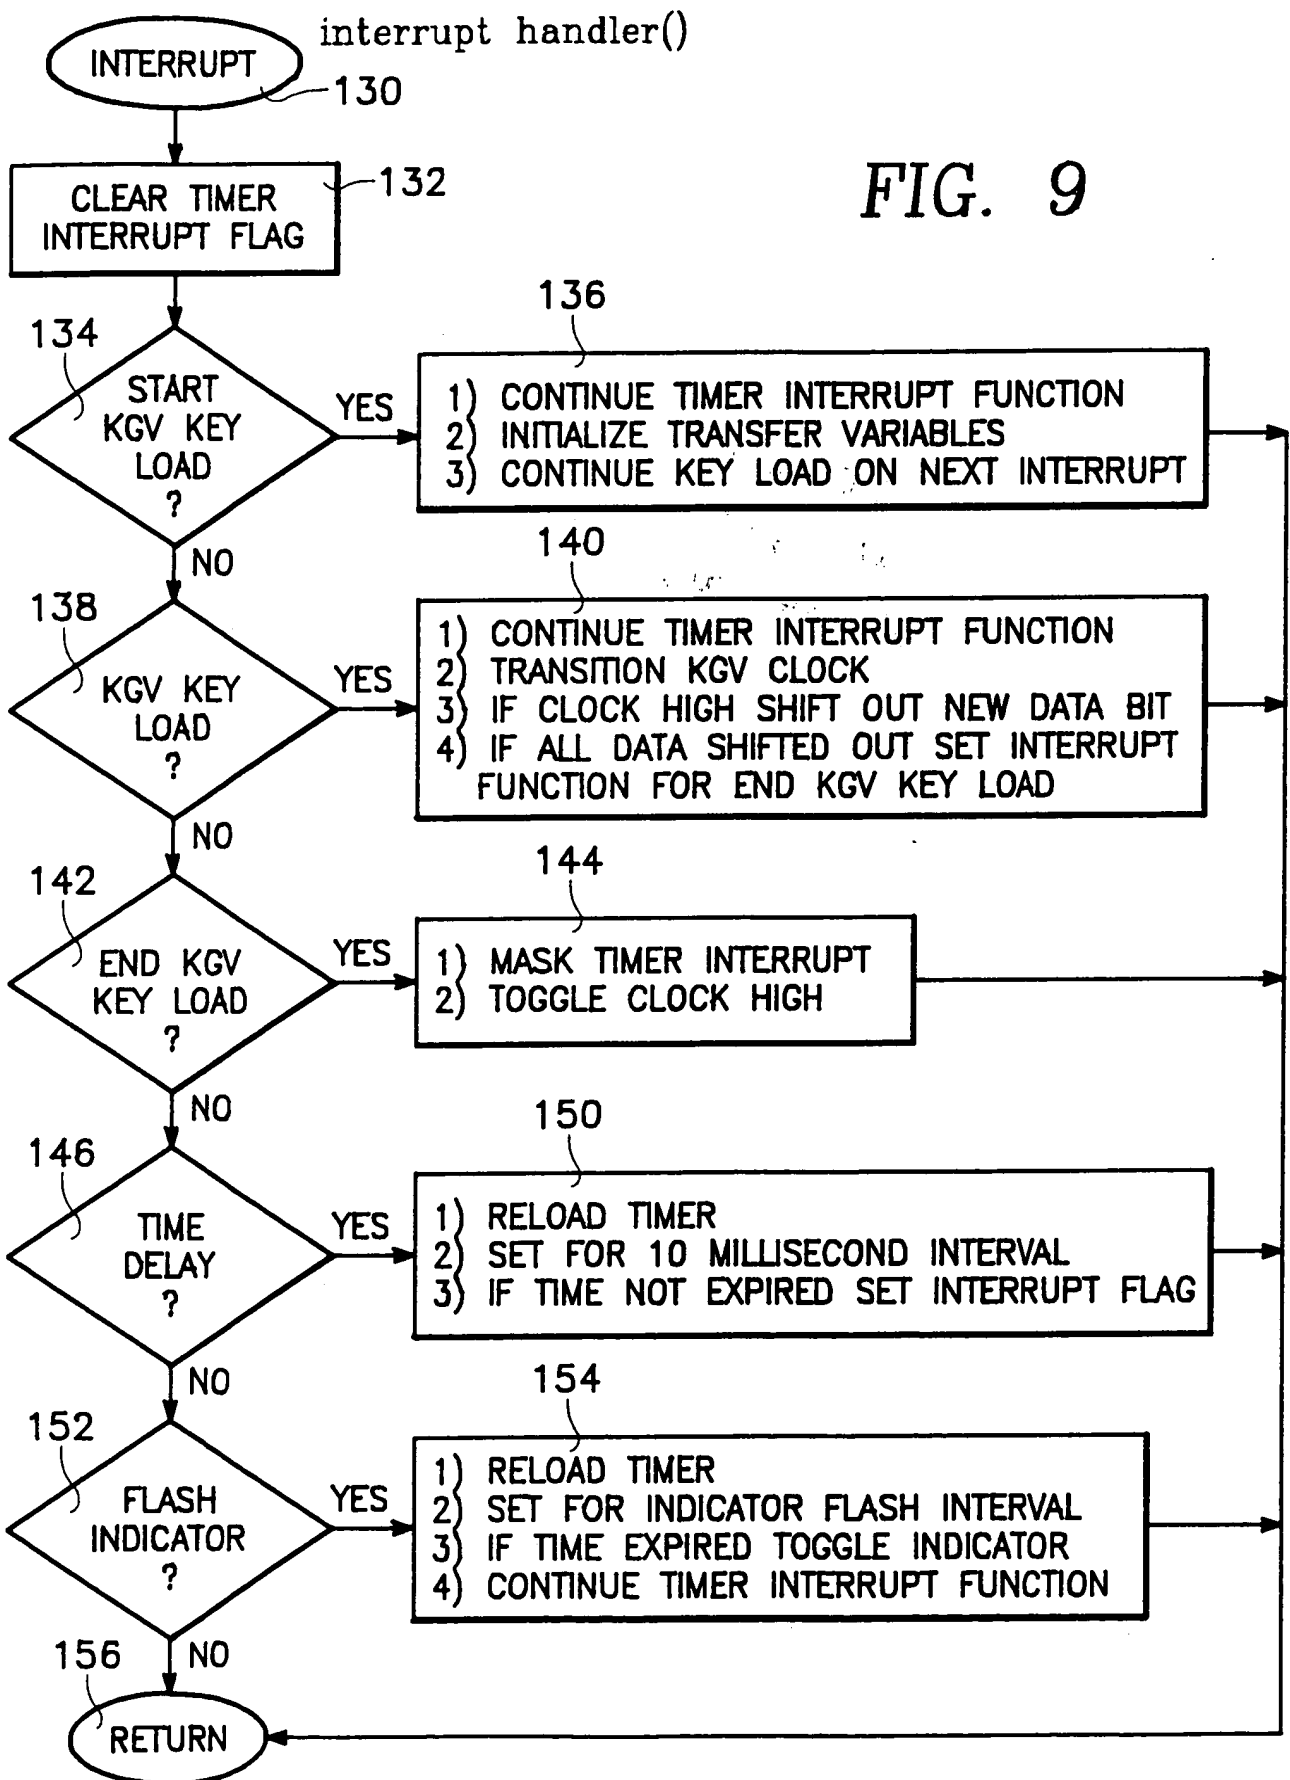 interrupt handler()
INTERRUPT
130
FIG. 9
132
CLEAR TIMER
INTERRUPT FLAG
134
START
KGV KEY
LOAD
?
YES
NO
136
1) CONTINUE TIMER INTERRUPT FUNCTION
2) INITIALIZE TRANSFER VARIABLES
3) CONTINUE KEY LOAD ON NEXT INTERRUPT
138
KGV KEY
LOAD
?
YES
NO
140
1) CONTINUE TIMER INTERRUPT FUNCTION
2) TRANSITION KGV CLOCK
3) IF CLOCK HIGH SHIFT OUT NEW DATA BIT
4) IF ALL DATA SHIFTED OUT SET INTERRUPT
FUNCTION FOR END KGV KEY LOAD
142
END KGV
KEY LOAD
?
YES
NO
144
1) MASK TIMER INTERRUPT
2) TOGGLE CLOCK HIGH
146
TIME
DELAY
?
YES
NO
150
1) RELOAD TIMER
2) SET FOR 10 MILLISECOND INTERVAL
3) IF TIME NOT EXPIRED SET INTERRUPT FLAG
152
FLASH
INDICATOR
?
YES
NO
154
1) RELOAD TIMER
2) SET FOR INDICATOR FLASH INTERVAL
3) IF TIME EXPIRED TOGGLE INDICATOR
4) CONTINUE TIMER INTERRUPT FUNCTION
156
RETURN